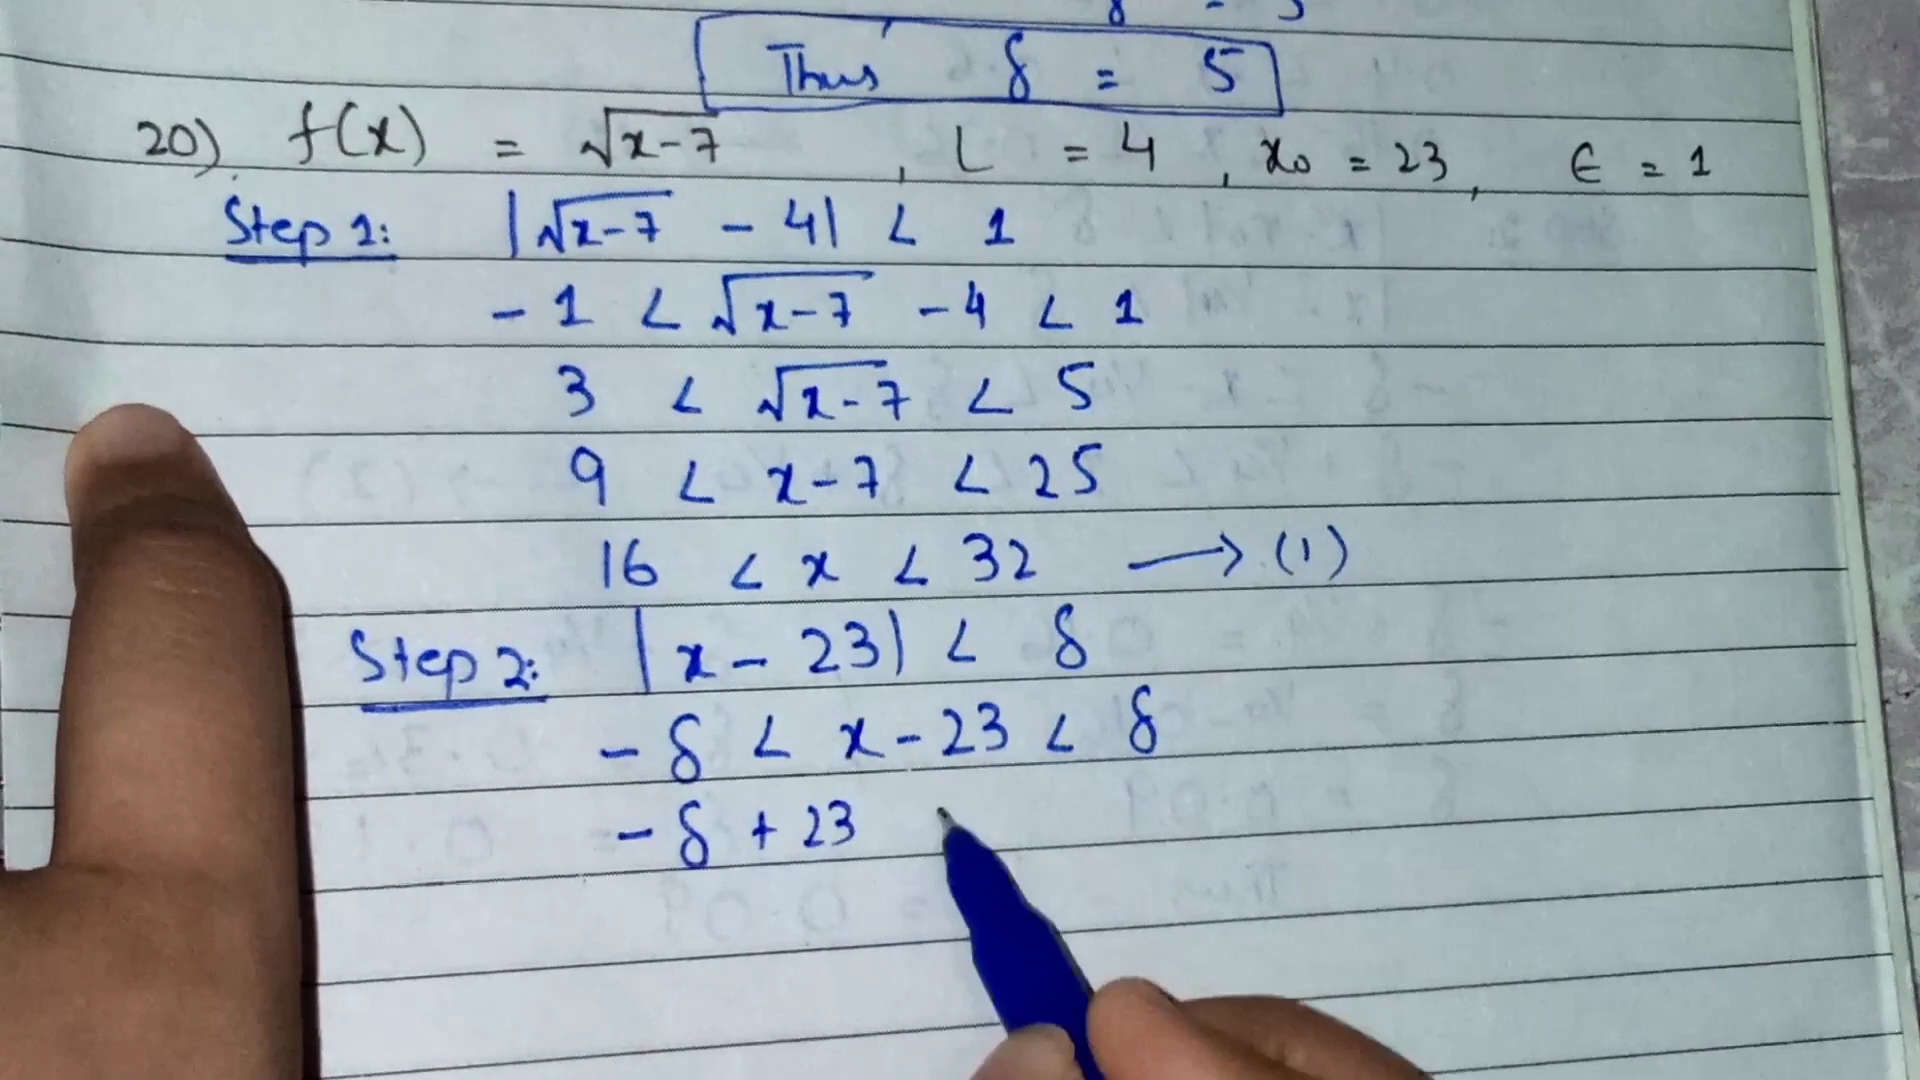 Thus δ = 5
20) f(x) = √x-7 , L = 4 , x₀ = 23, ϵ = 1
Step 1: |√x-7 - 4| < 1
- 1 < √x-7 - 4 < 1
3 < √x-7 < 5
9 < x-7 < 25
16 < x < 32 → (1)
Step 2: |x - 23| < δ
- δ < x - 23 < δ
- δ + 23